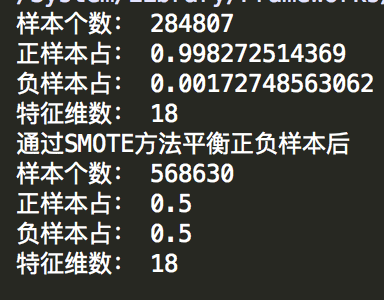 /System/Library/Frameworks/
样本个数： 284807
正样本占： 0.998272514369
负样本占： 0.00172748563062
特征维数： 18
通过SMOTE方法平衡正负样本后
样本个数： 568630
正样本占： 0.5
负样本占： 0.5
特征维数： 18